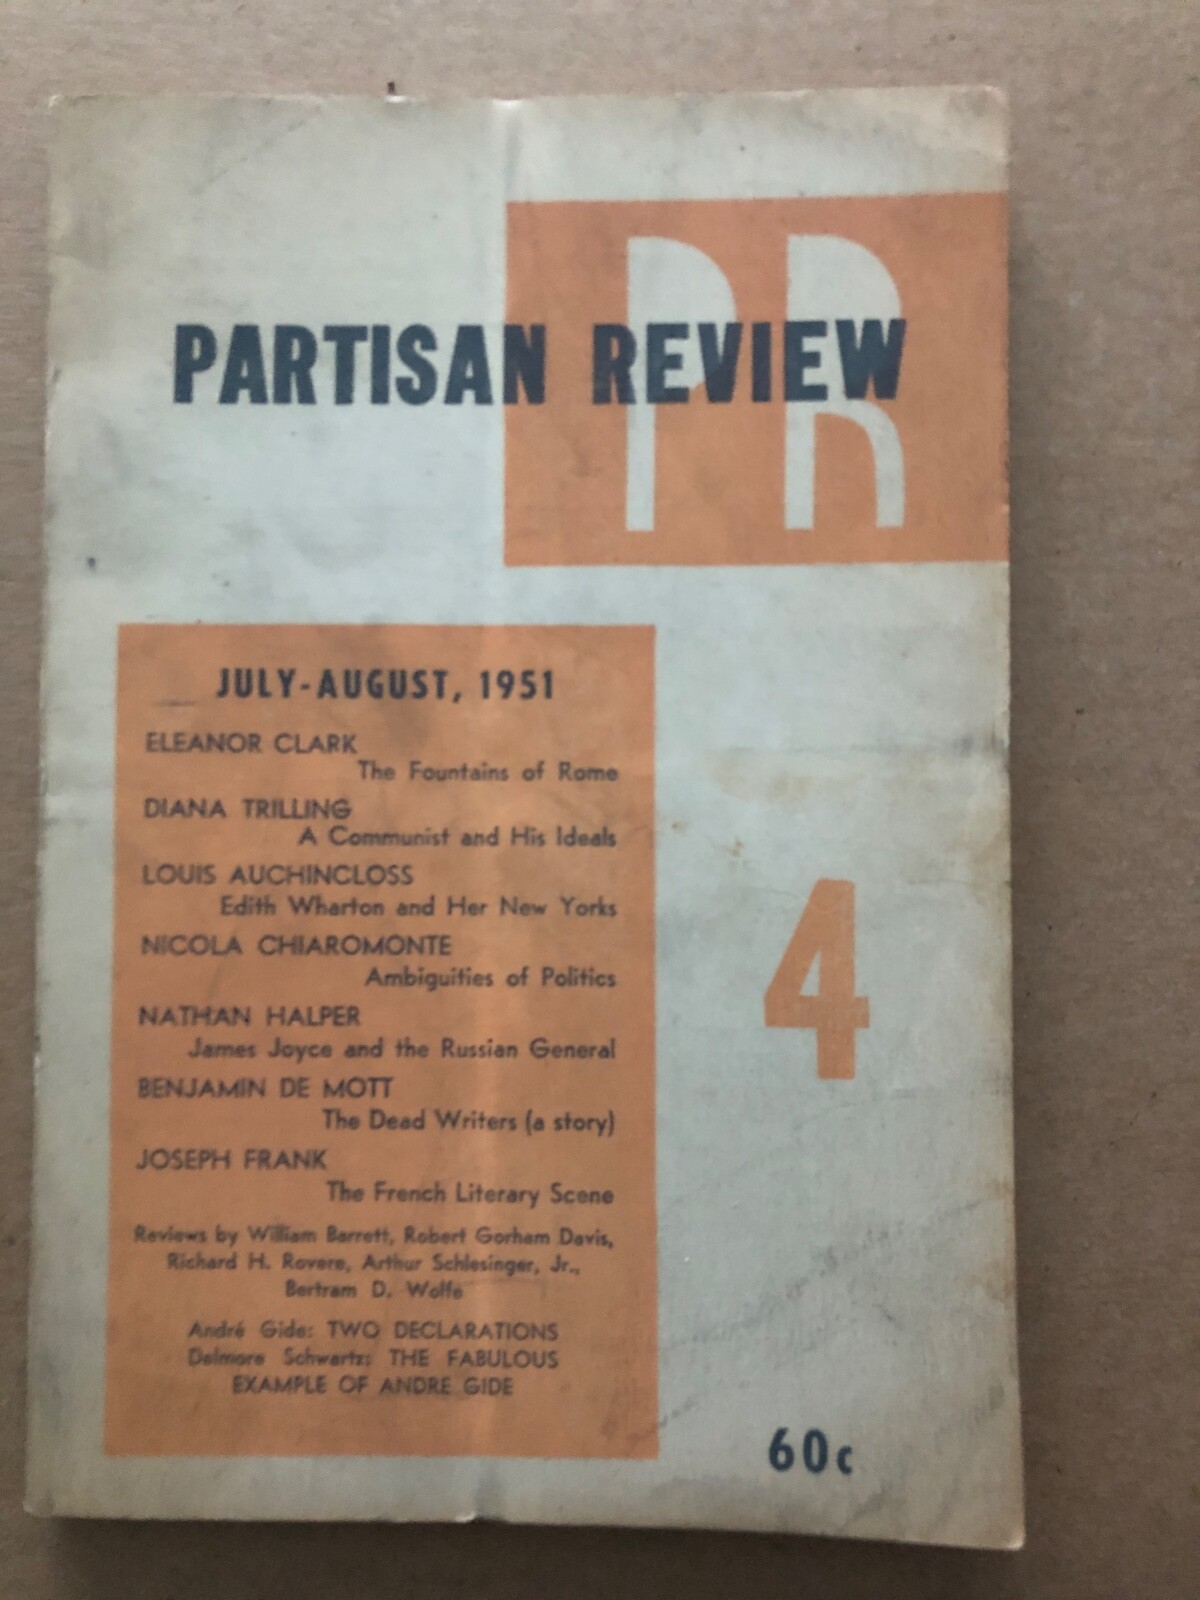 PR
PARTISAN REVIEW
JULY-AUGUST, 1951
ELEANOR CLARK
The Fountains of Rome
DIANA TRILLING
A Communist and His Ideals
LOUIS AUCHINCLOSS
Edith Wharton and Her New Yorks
NICOLA CHIAROMONTE
Ambiguities of Politics
NATHAN HALPER
James Joyce and the Russian General
BENJAMIN DE MOTT
The Dead Writers (a story)
JOSEPH FRANK
The French Literary Scene
Reviews by William Barrett, Robert Gorham Davis,
Richard H. Rovere, Arthur Schlesinger, Jr.,
Bertram D. Wolfe
André Gide: TWO DECLARATIONS
Delmore Schwartz: THE FABULOUS
EXAMPLE OF ANDRE GIDE
4
60c